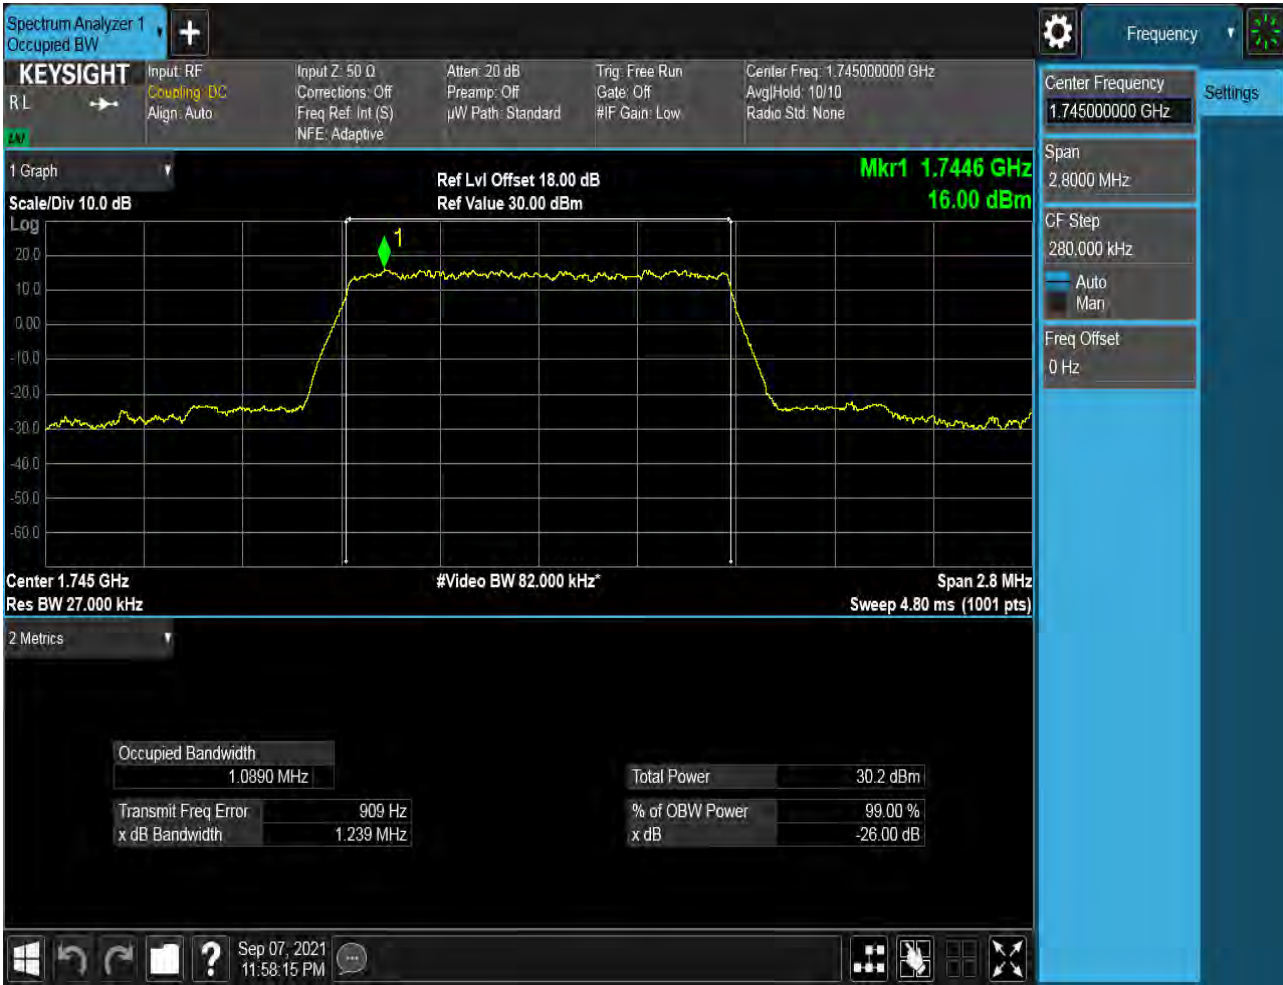 Spectrum Analyzer 1
Occupied BW
Frequency
KEYSIGHT
R L
LXI
Input: RF
Coupling: DC
Align: Auto
Input Z: 50 Ω
Corrections: Off
Freq Ref: Int (S)
NFE: Adaptive
Atten: 20 dB
Preamp: Off
µW Path: Standard
Trig: Free Run
Gate: Off
#IF Gain: Low
Center Freq: 1.745000000 GHz
Avg|Hold: 10/10
Radio Std: None
Center Frequency
1.745000000 GHz
Settings
Span
2.8000 MHz
CF Step
280.000 kHz
Auto
Man
Freq Offset
0 Hz
1 Graph
Scale/Div 10.0 dB
Ref Lvl Offset 18.00 dB
Ref Value 30.00 dBm
Mkr1 1.7446 GHz
16.00 dBm
Log
1
20.0
10.0
0.00
-10.0
-20.0
-30.0
-40.0
-50.0
-60.0
Center 1.745 GHz
Res BW 27.000 kHz
#Video BW 82.000 kHz*
Span 2.8 MHz
Sweep 4.80 ms (1001 pts)
2 Metrics
Occupied Bandwidth
1.0890 MHz
Transmit Freq Error 909 Hz
x dB Bandwidth 1.239 MHz
Total Power 30.2 dBm
% of OBW Power 99.00 %
x dB -26.00 dB
Sep 07, 2021
11:58:15 PM